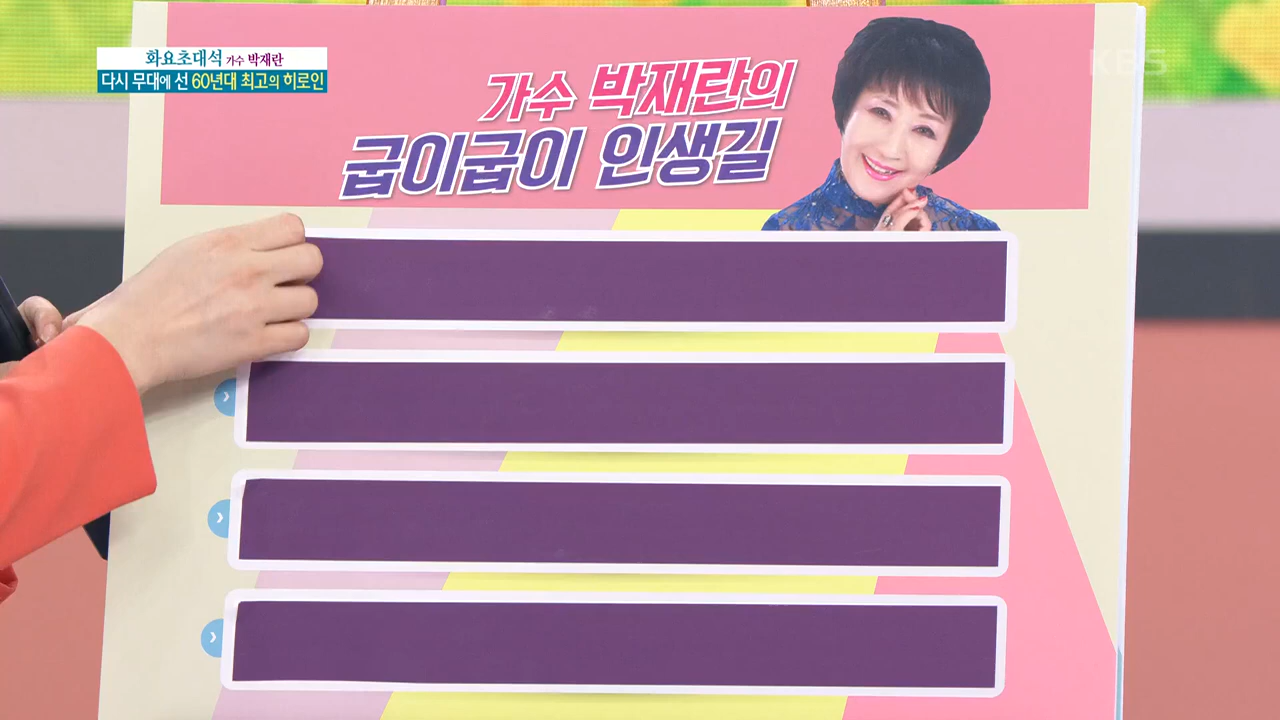 화요초대석 가수 박재란
다시 무대에 선 60년대 최고의 히로인
KBS
가수 박재란의
굽이굽이 인생길